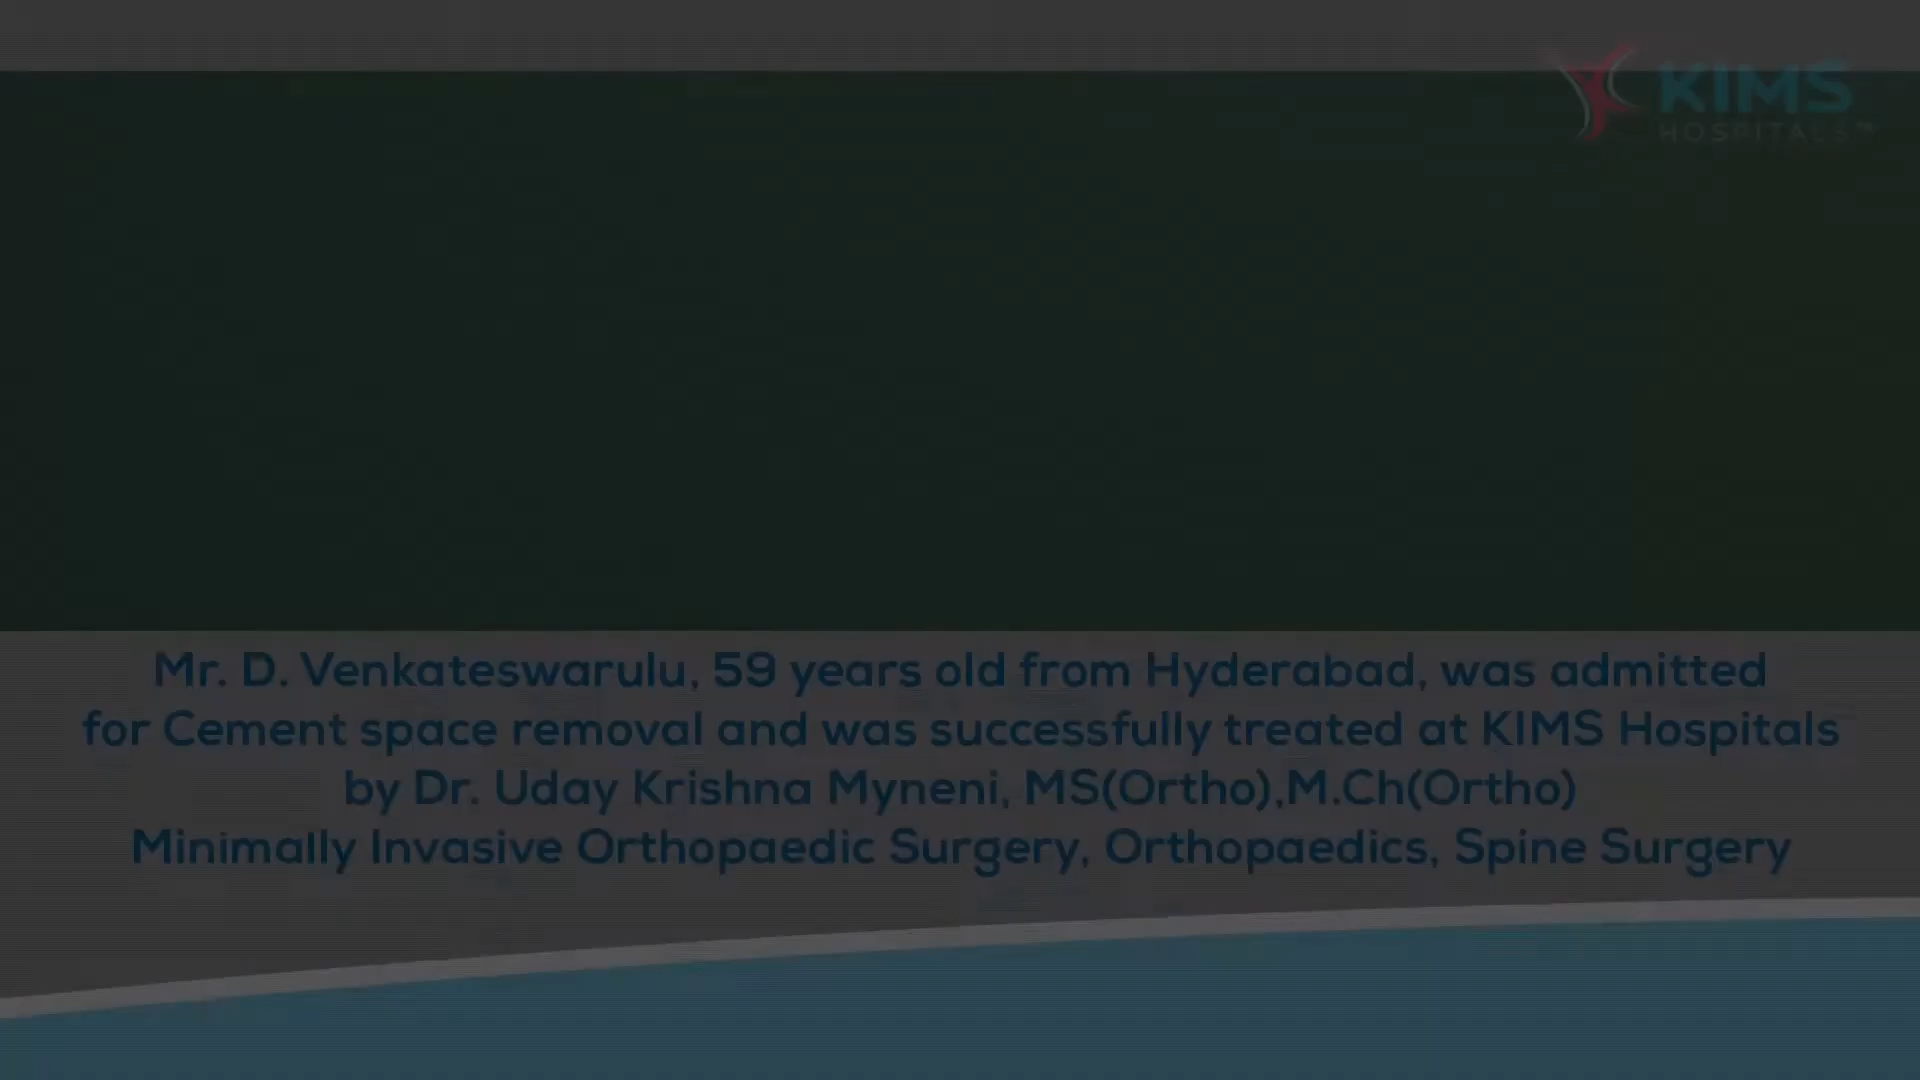 KIMS
HOSPITALS™
Mr. D. Venkateswarulu, 59 years old from Hyderabad, was admitted
for Cement space removal and was successfully treated at KIMS Hospitals
by Dr. Uday Krishna Myneni, MS(Ortho),M.Ch(Ortho)
Minimally Invasive Orthopaedic Surgery, Orthopaedics, Spine Surgery